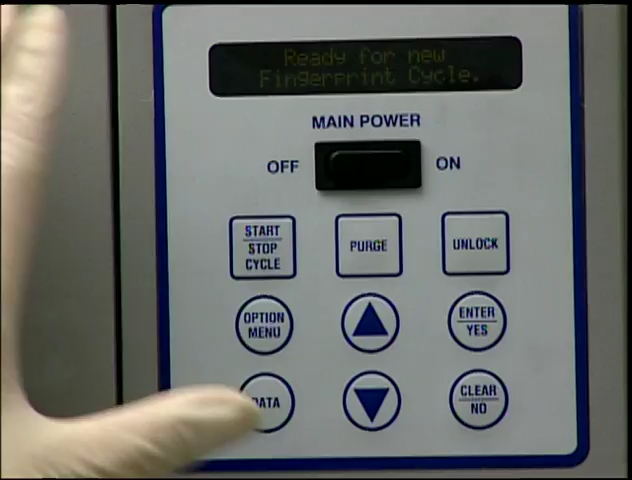 Ready for new
Fingerprint Cycle.
MAIN POWER
OFF
ON
START
STOP
CYCLE
PURGE
UNLOCK
OPTION
MENU
ENTER
YES
DATA
CLEAR
NO